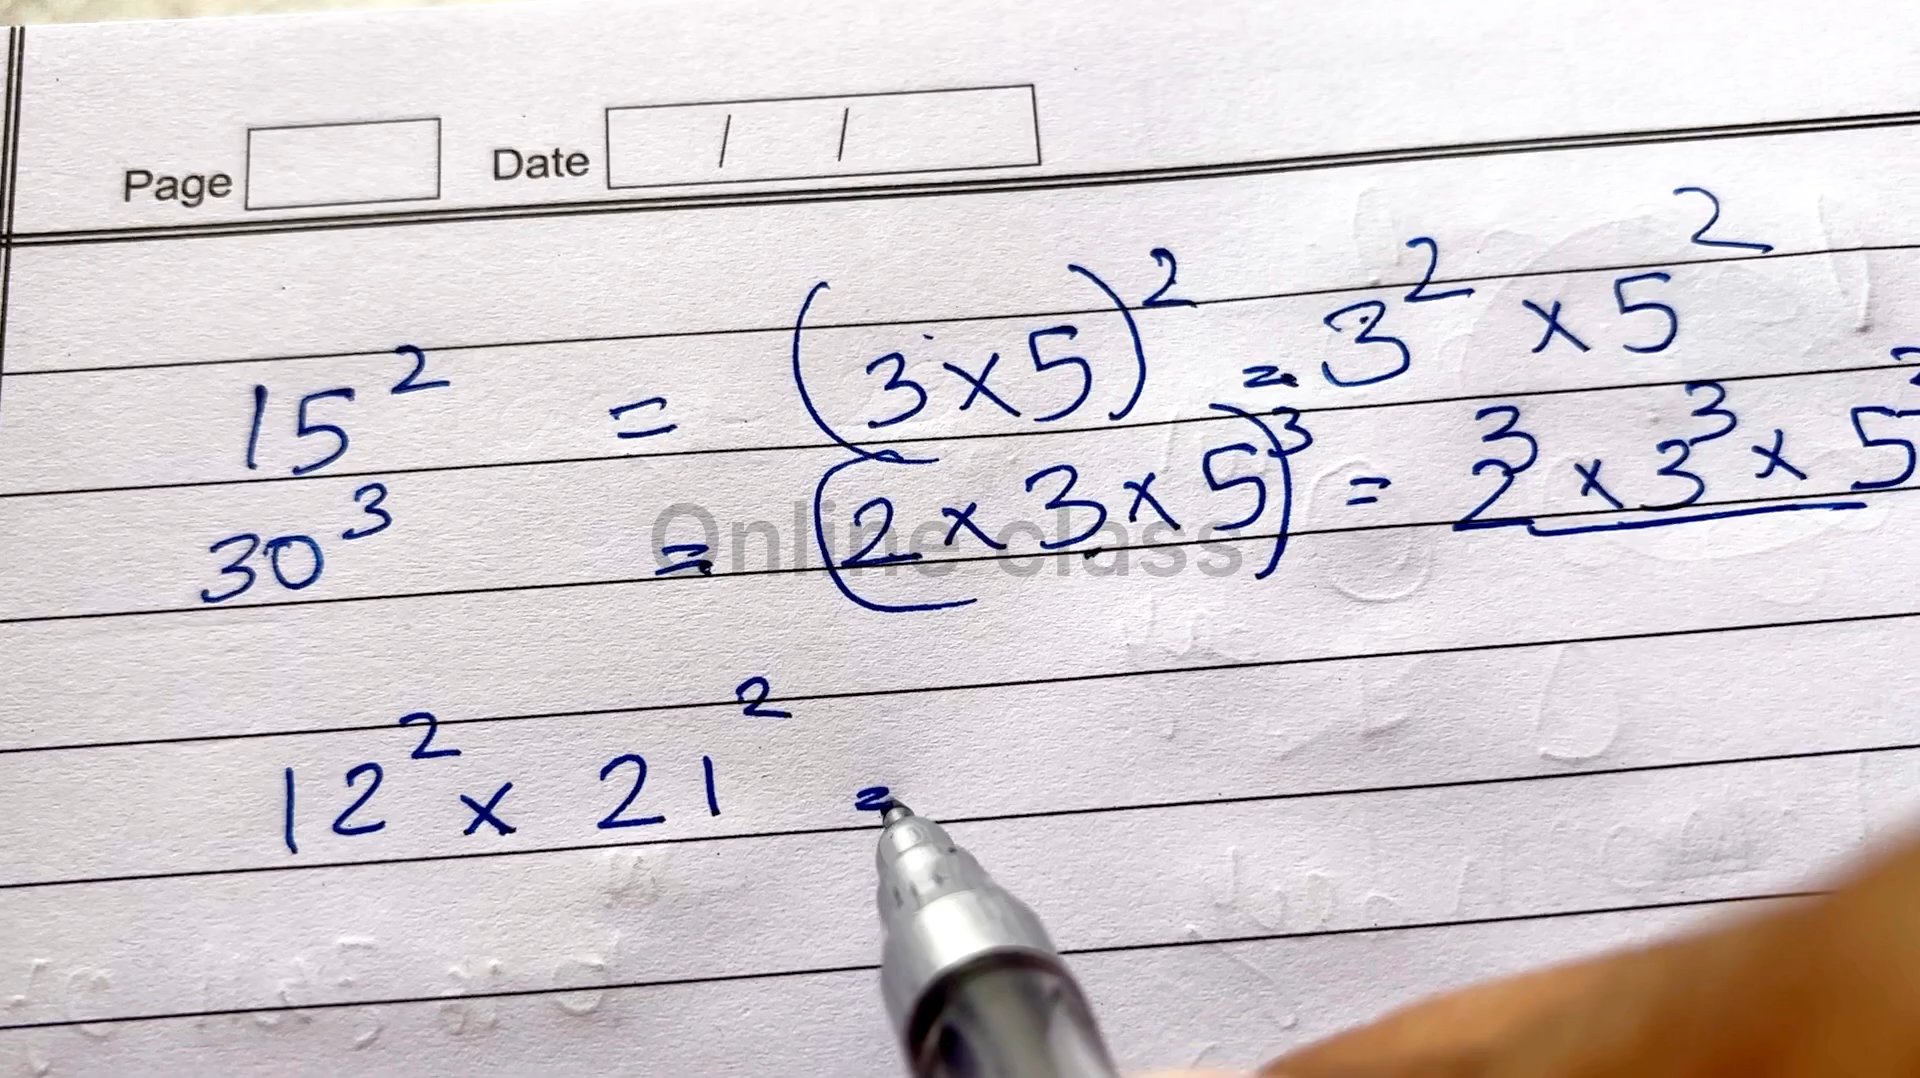 Page Date / /
15² = (3×5)² = 3² × 5²
30³ = (2×3×5)³ = 2³ × 3³ × 5
Online class
12² × 21² =